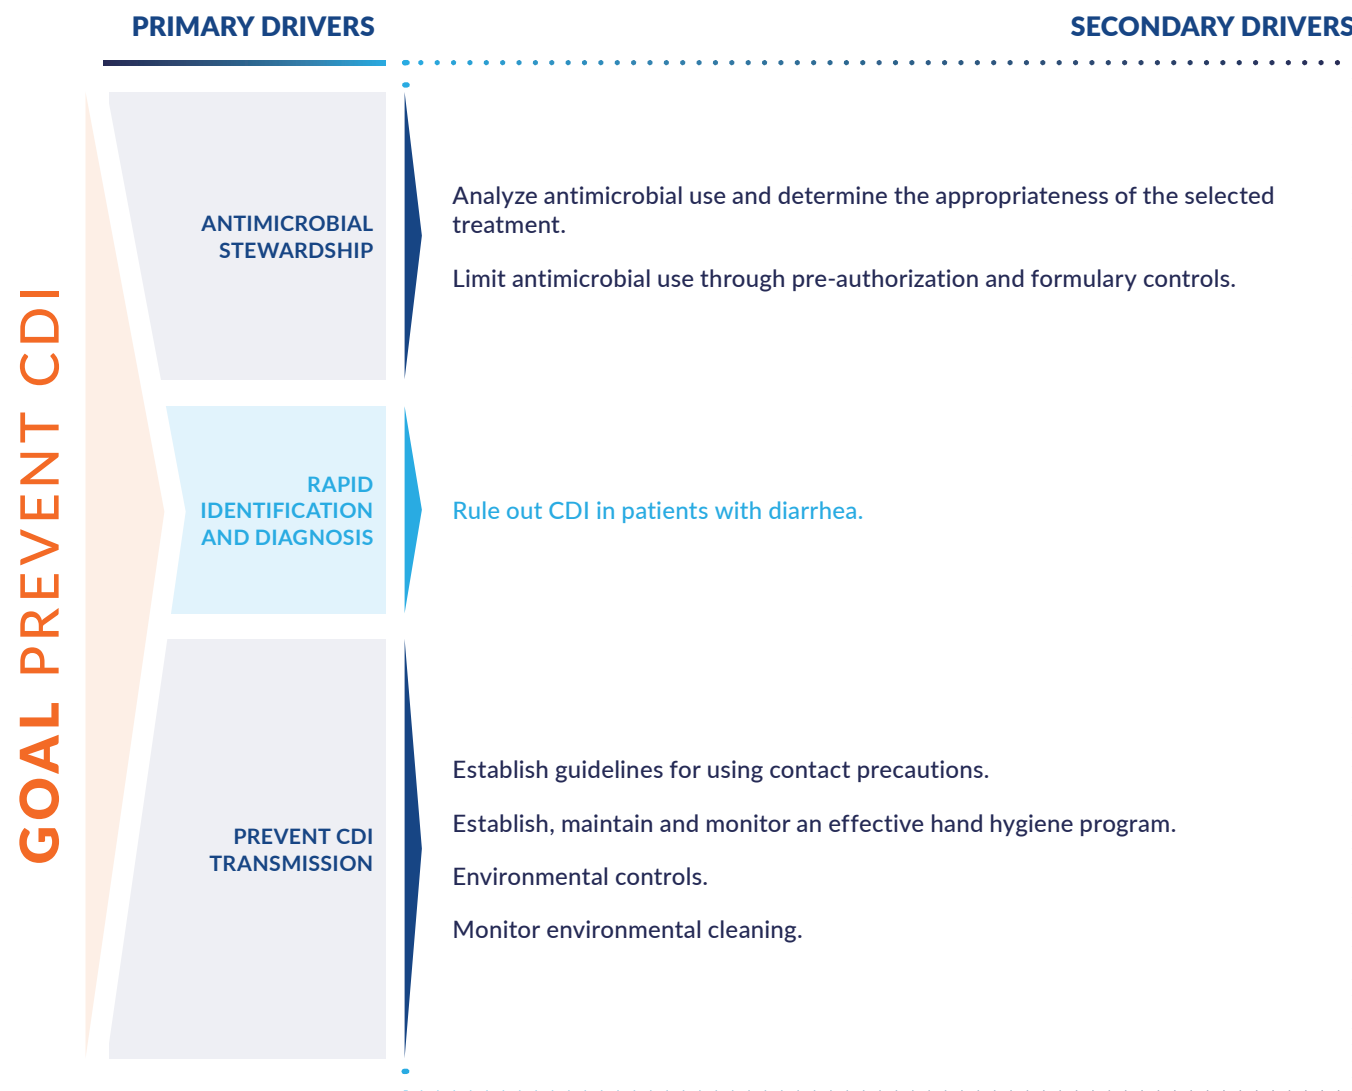 PRIMARY DRIVERS
SECONDARY DRIVERS
GOAL PREVENT CDI
ANTIMICROBIAL
STEWARDSHIP
Analyze antimicrobial use and determine the appropriateness of the selected
treatment.
Limit antimicrobial use through pre-authorization and formulary controls.
RAPID
IDENTIFICATION
AND DIAGNOSIS
Rule out CDI in patients with diarrhea.
PREVENT CDI
TRANSMISSION
Establish guidelines for using contact precautions.
Establish, maintain and monitor an effective hand hygiene program.
Environmental controls.
Monitor environmental cleaning.